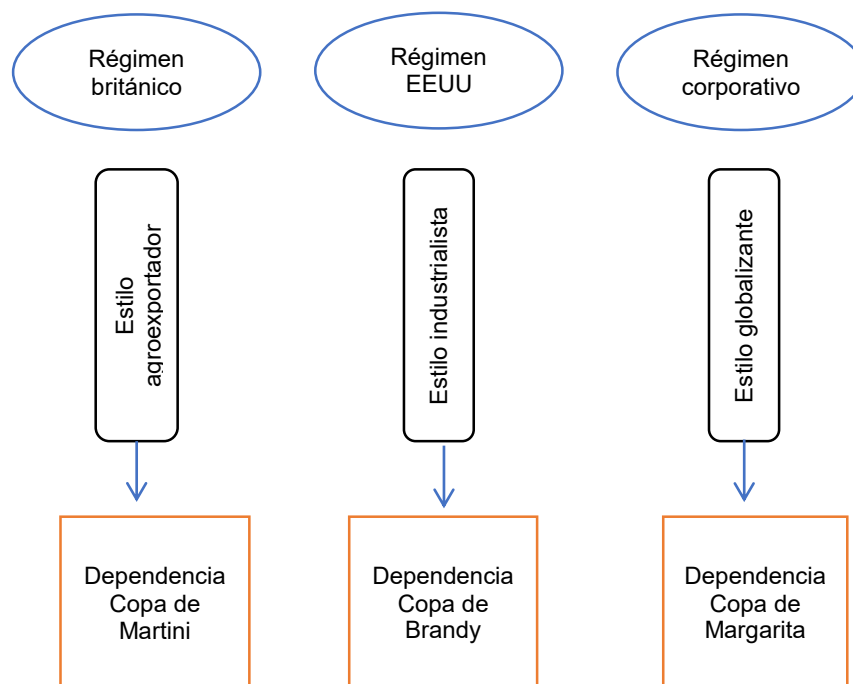 Régimen
británico
Régimen
EEUU
Régimen
corporativo
Estilo
agroexportador
Estilo industrialista
Estilo globalizante
Dependencia
Copa de
Martini
Dependencia
Copa de
Brandy
Dependencia
Copa de
Margarita